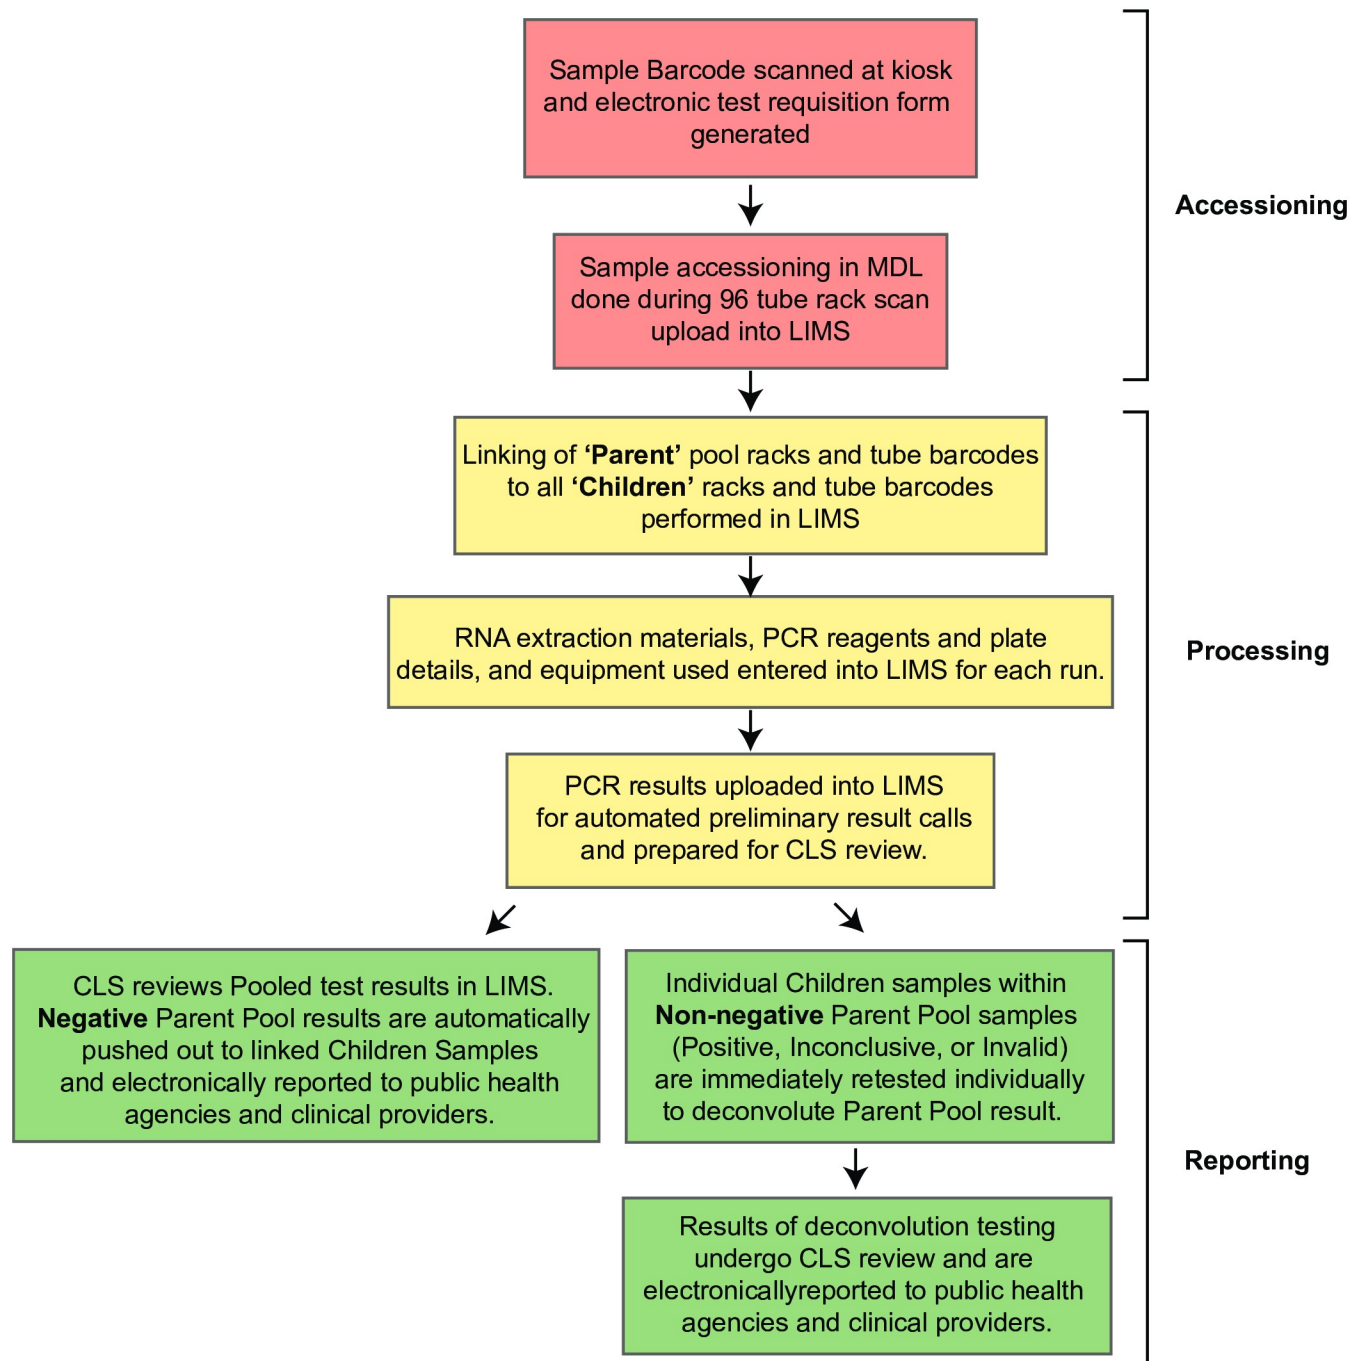 Sample Barcode scanned at kiosk
and electronic test requisition form
generated
Accessioning
Sample accessioning in MDL
done during 96 tube rack scan
upload into LIMS
Linking of ‘Parent’ pool racks and tube barcodes
to all ‘Children’ racks and tube barcodes
performed in LIMS
RNA extraction materials, PCR reagents and plate
details, and equipment used entered into LIMS for each run.
Processing
PCR results uploaded into LIMS
for automated preliminary result calls
and prepared for CLS review.
CLS reviews Pooled test results in LIMS.
Negative Parent Pool results are automatically
pushed out to linked Children Samples
and electronically reported to public health
agencies and clinical providers.
Individual Children samples within
Non-negative Parent Pool samples
(Positive, Inconclusive, or Invalid)
are immediately retested individually
to deconvolute Parent Pool result.
Reporting
Results of deconvolution testing
undergo CLS review and are
electronicallyreported to public health
agencies and clinical providers.